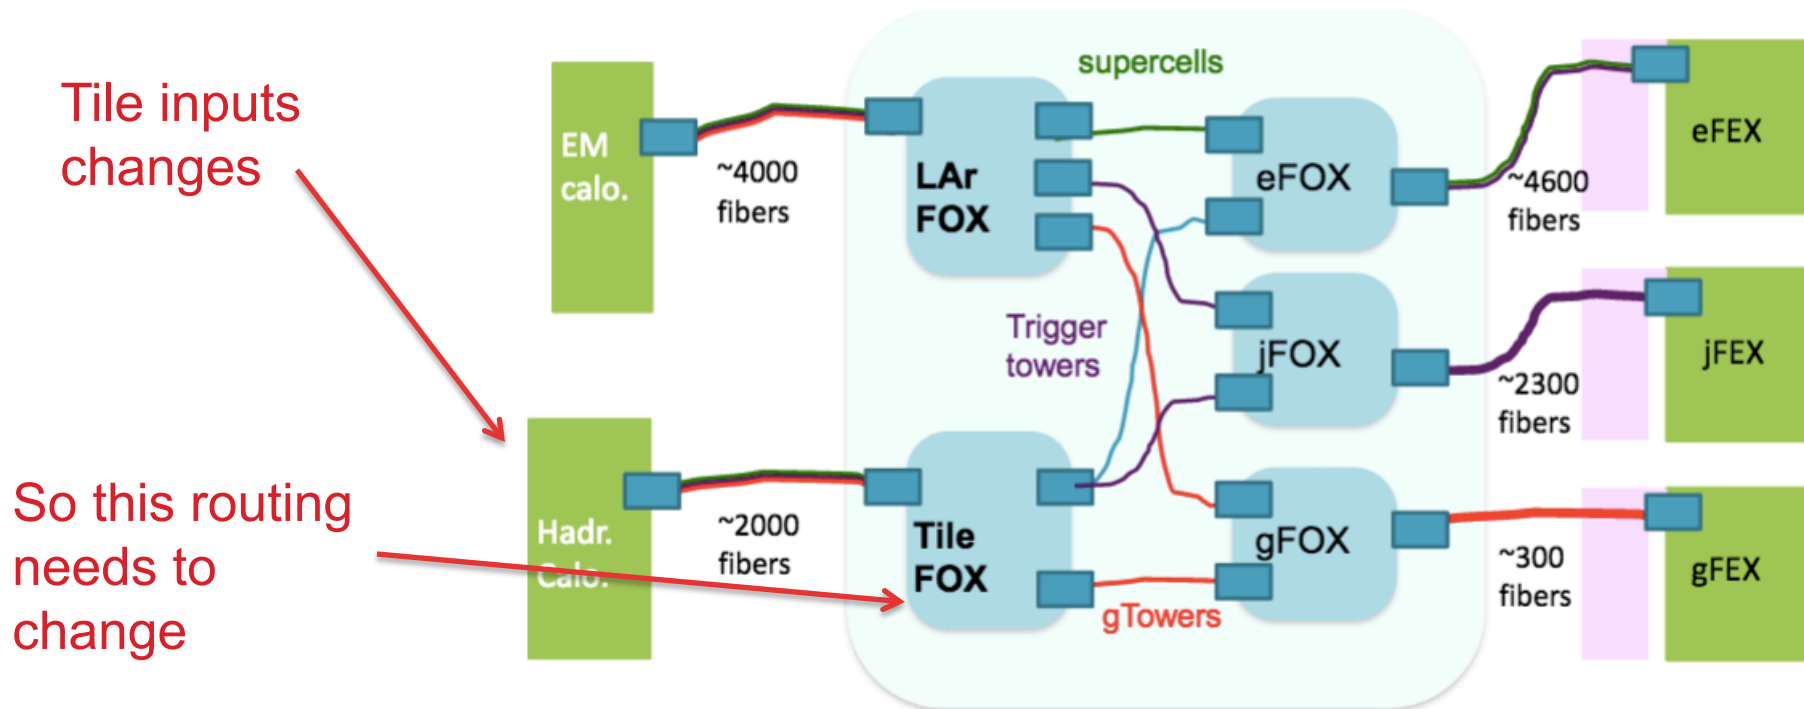 Tile inputs
changes
So this routing
needs to
change
EM
calo.
~4000
fibers
Hadr.
Calo.
~2000
fibers
LAr
FOX
Tile
FOX
supercells
Trigger
towers
gTowers
eFOX
jFOX
gFOX
~4600
fibers
~2300
fibers
~300
fibers
eFEX
jFEX
gFEX